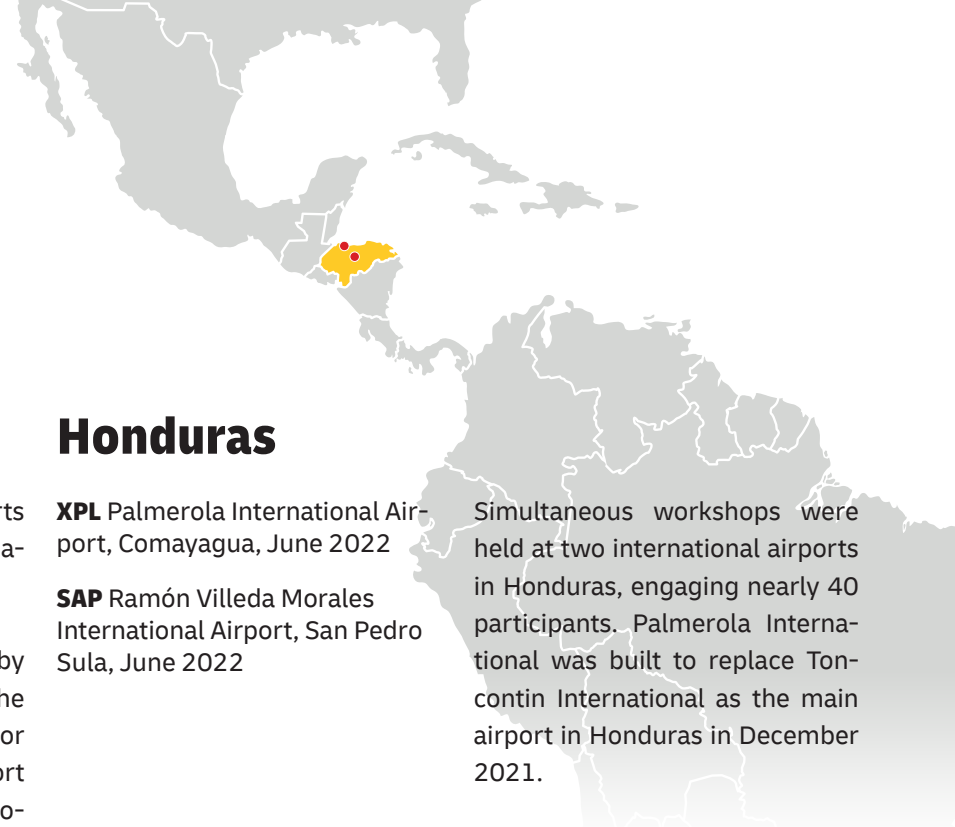 Honduras
XPL Palmerola International Air-
port, Comayagua, June 2022
SAP Ramón Villeda Morales
International Airport, San Pedro
Sula, June 2022
Simultaneous workshops were
held at two international airports
in Honduras, engaging nearly 40
participants. Palmerola Interna-
tional was built to replace Ton-
contin International as the main
airport in Honduras in December
2021.